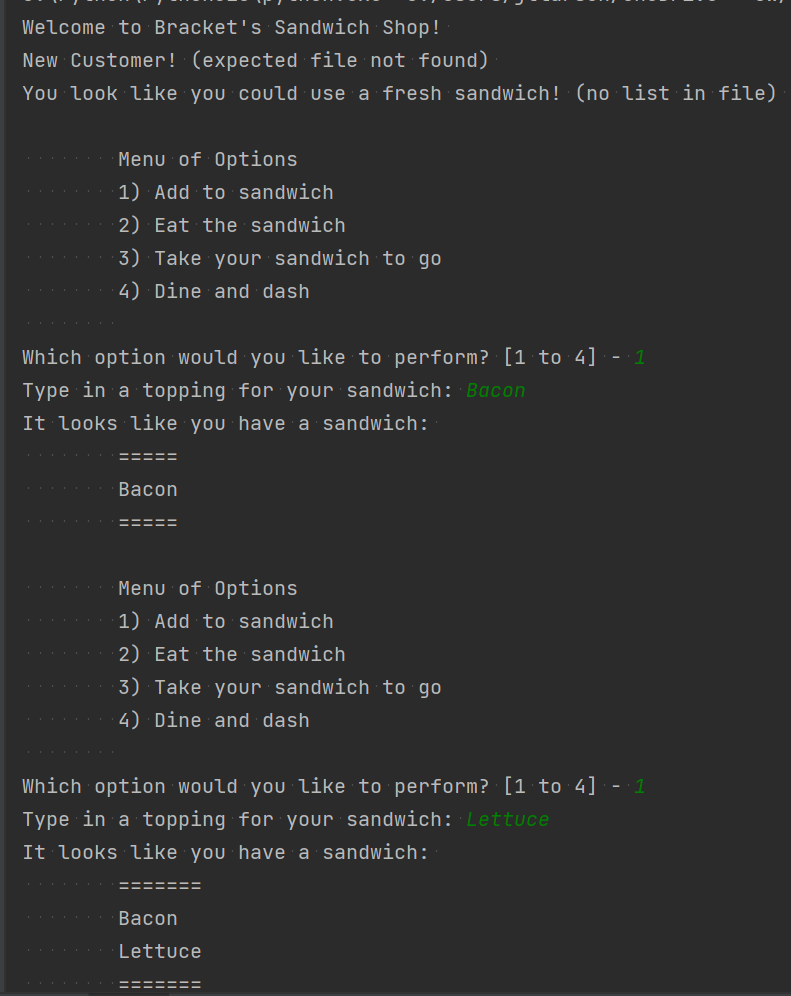 Welcome to Bracket's Sandwich Shop!
New Customer! (expected file not found)
You look like you could use a fresh sandwich! (no list in file)
Menu of Options
1) Add to sandwich
2) Eat the sandwich
3) Take your sandwich to go
4) Dine and dash
Which option would you like to perform? [1 to 4] - 1
Type in a topping for your sandwich: Bacon
It looks like you have a sandwich:
=====
Bacon
=====
Menu of Options
1) Add to sandwich
2) Eat the sandwich
3) Take your sandwich to go
4) Dine and dash
Which option would you like to perform? [1 to 4] - 1
Type in a topping for your sandwich: Lettuce
It looks like you have a sandwich:
=======
Bacon
Lettuce
=======